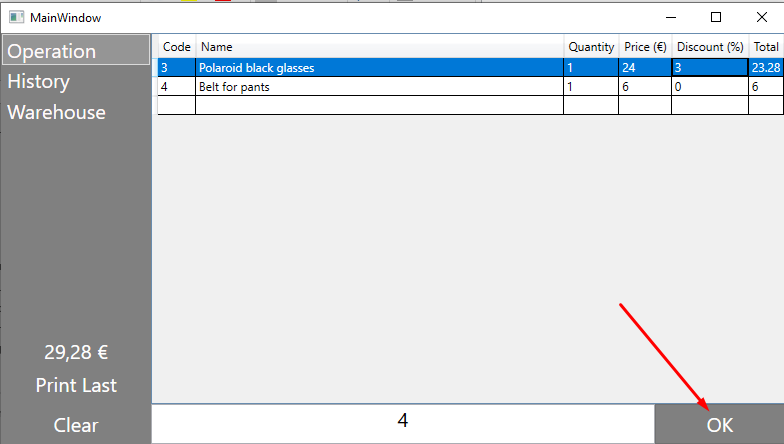 MainWindow
Operation
History
Warehouse
Code Name Quantity Price (€) Discount (%) Total
3 Polaroid black glasses 1 24 3 23.28
4 Belt for pants 1 6 0 6
29,28 €
Print Last
Clear
4
OK